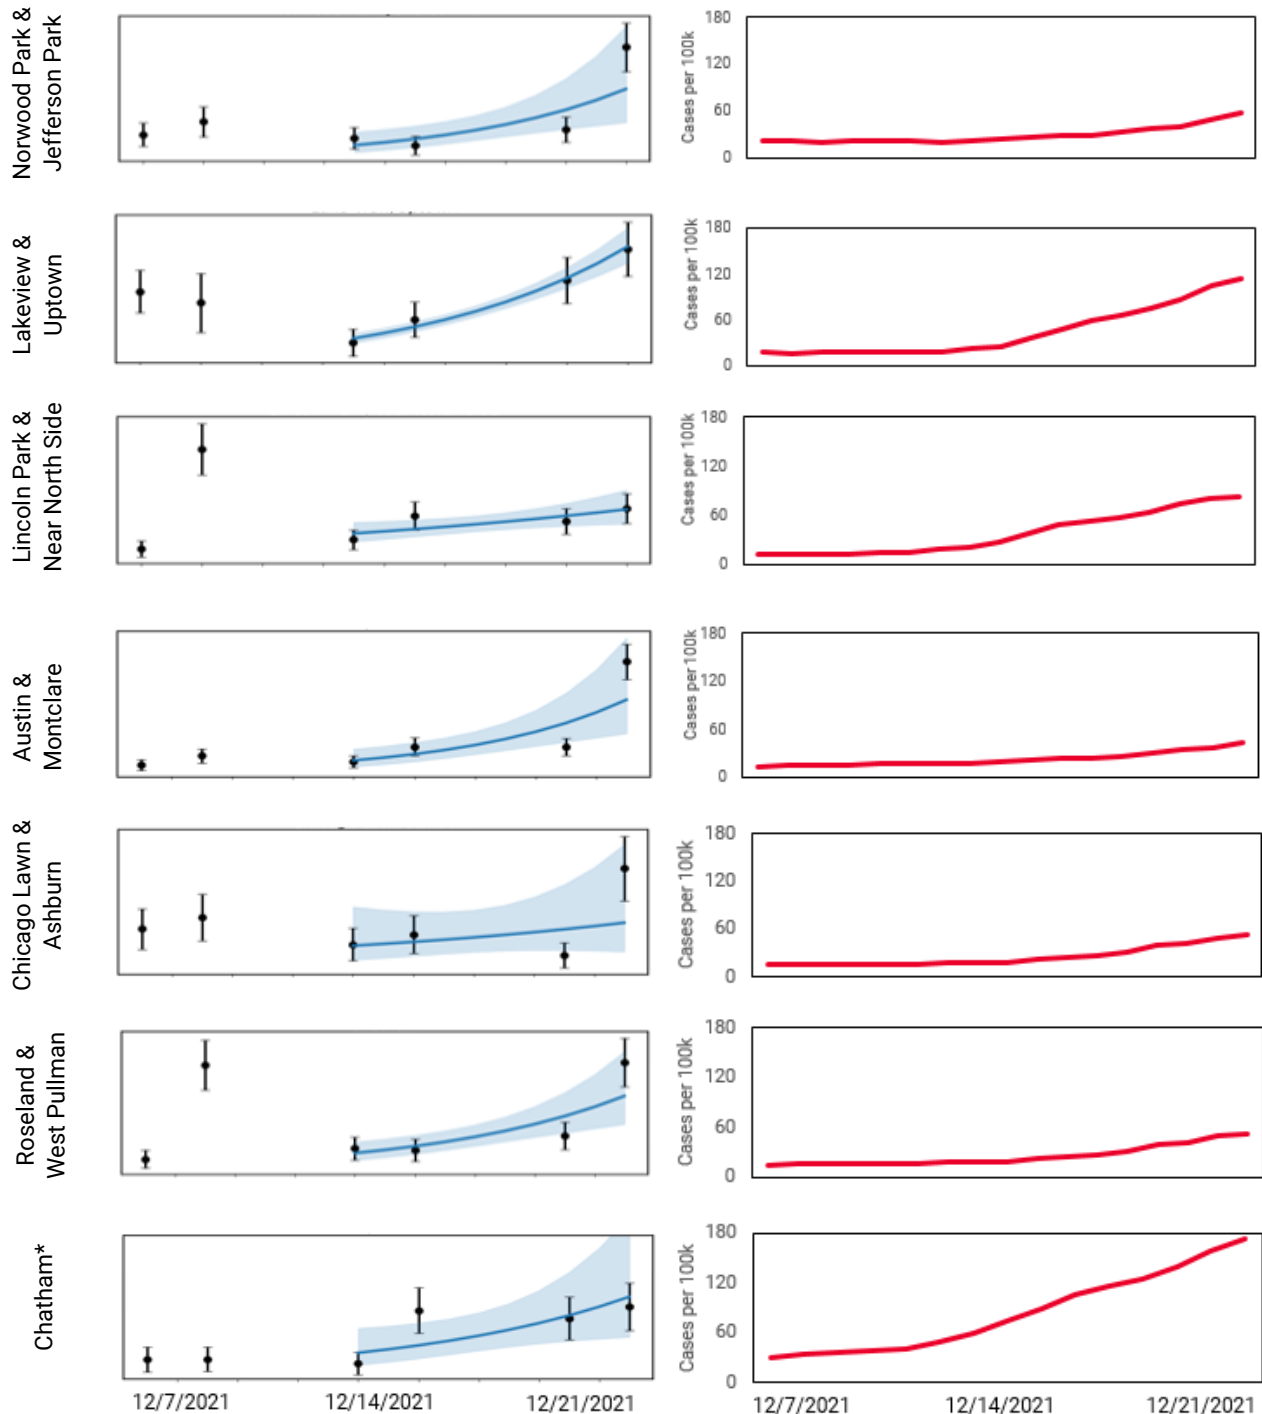 Norwood Park &
Jefferson Park
Cases per 100k
180
120
60
0
Lakeview &
Uptown
Cases per 100k
180
120
60
0
Lincoln Park &
Near North Side
Cases per 100k
180
120
60
0
Austin &
Montclare
Cases per 100k
180
120
60
0
Chicago Lawn &
Ashburn
Cases per 100k
180
120
60
0
Roseland &
West Pullman
Cases per 100k
180
120
60
0
Chatham*
Cases per 100k
180
120
60
0
12/7/2021 12/14/2021 12/21/2021
12/7/2021 12/14/2021 12/21/2021